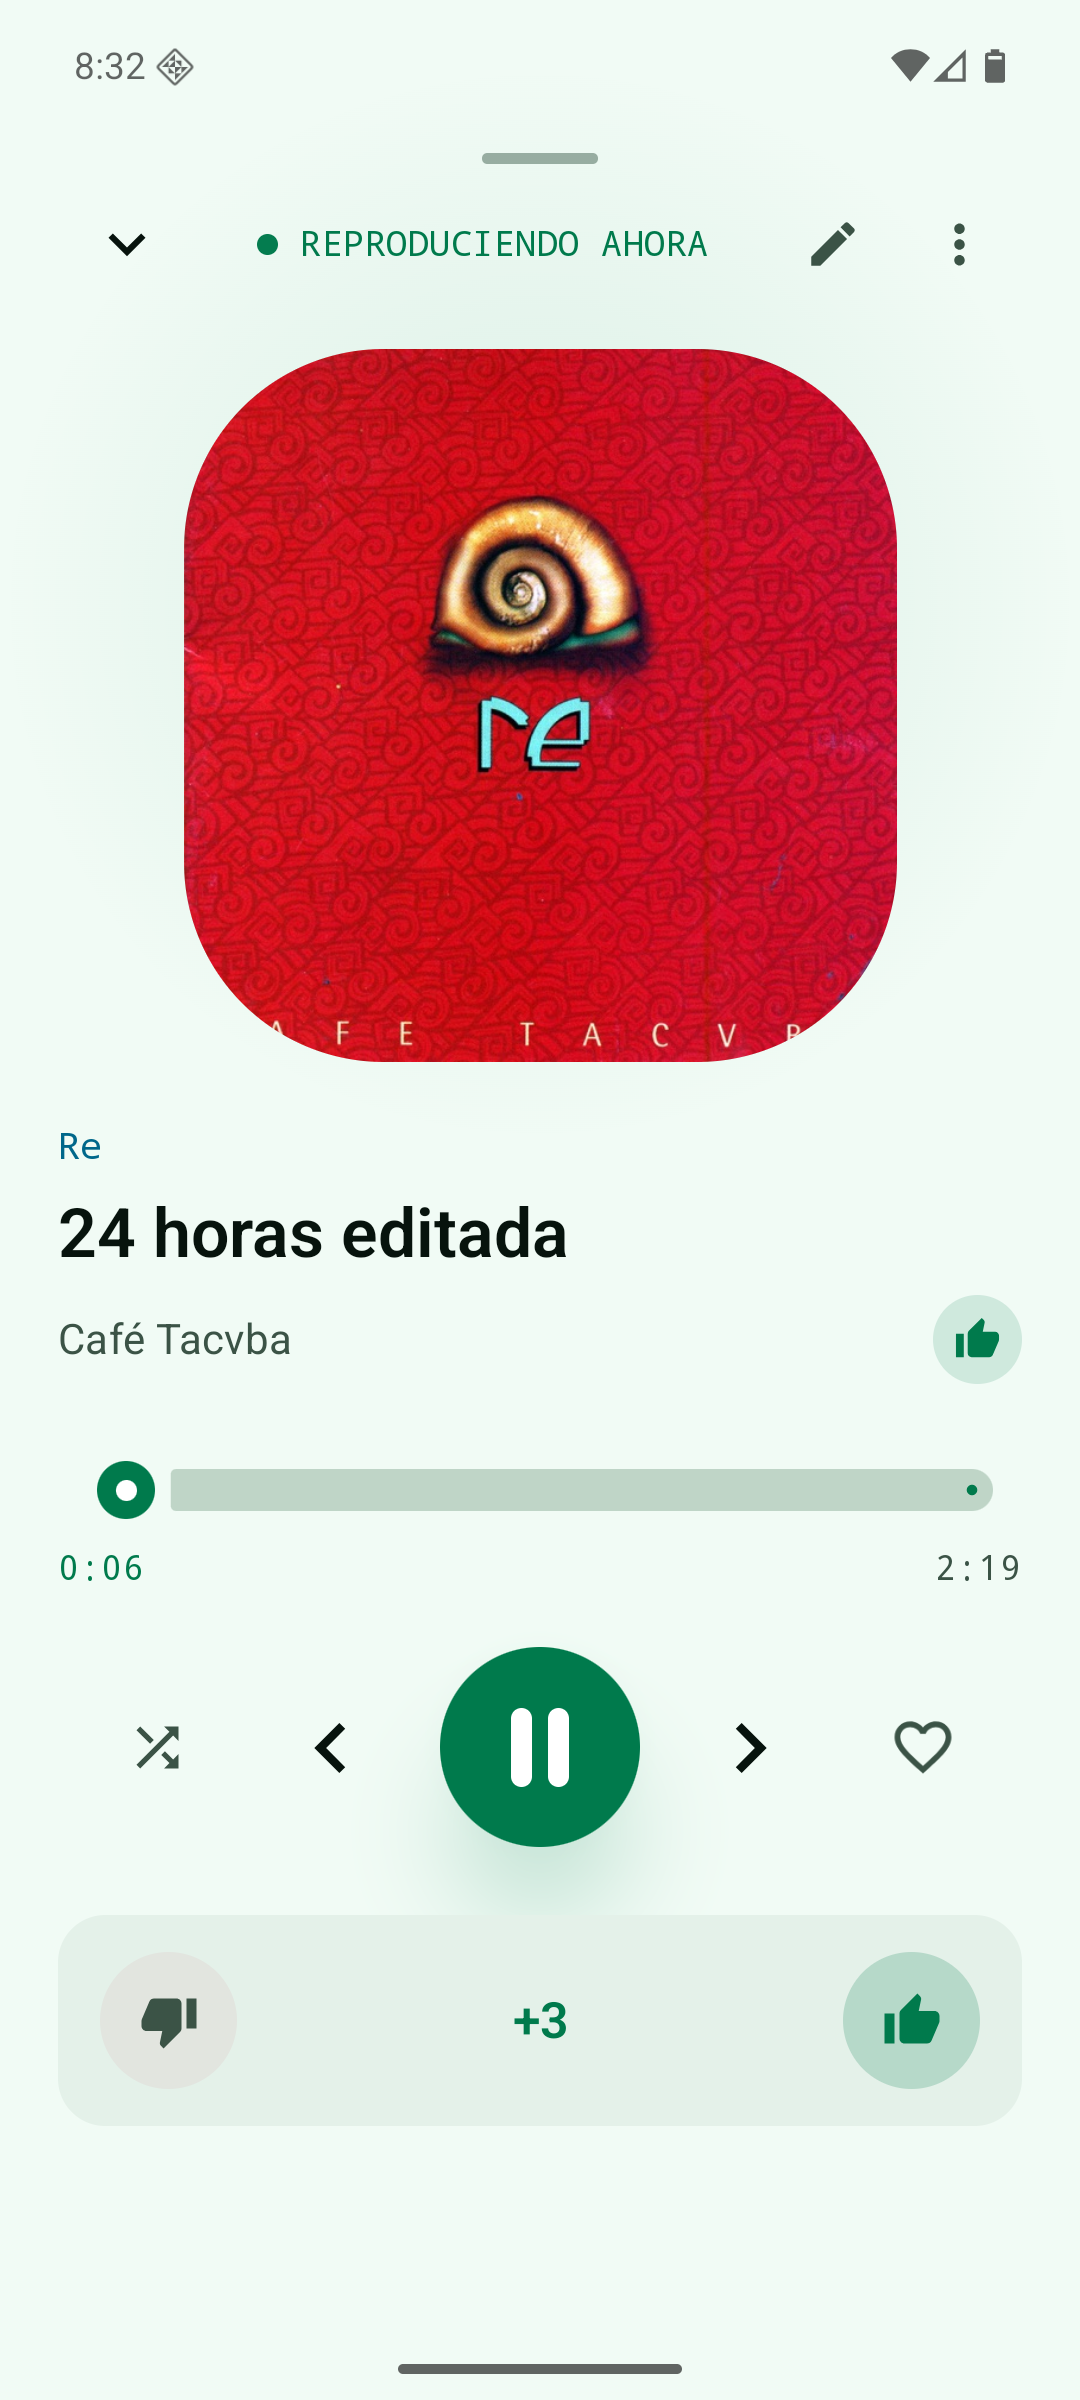 8:32
REPRODUCIENDO AHORA
re
AFE TACVB
Re
24 horas editada
Café Tacvba
0:06
2:19
+3